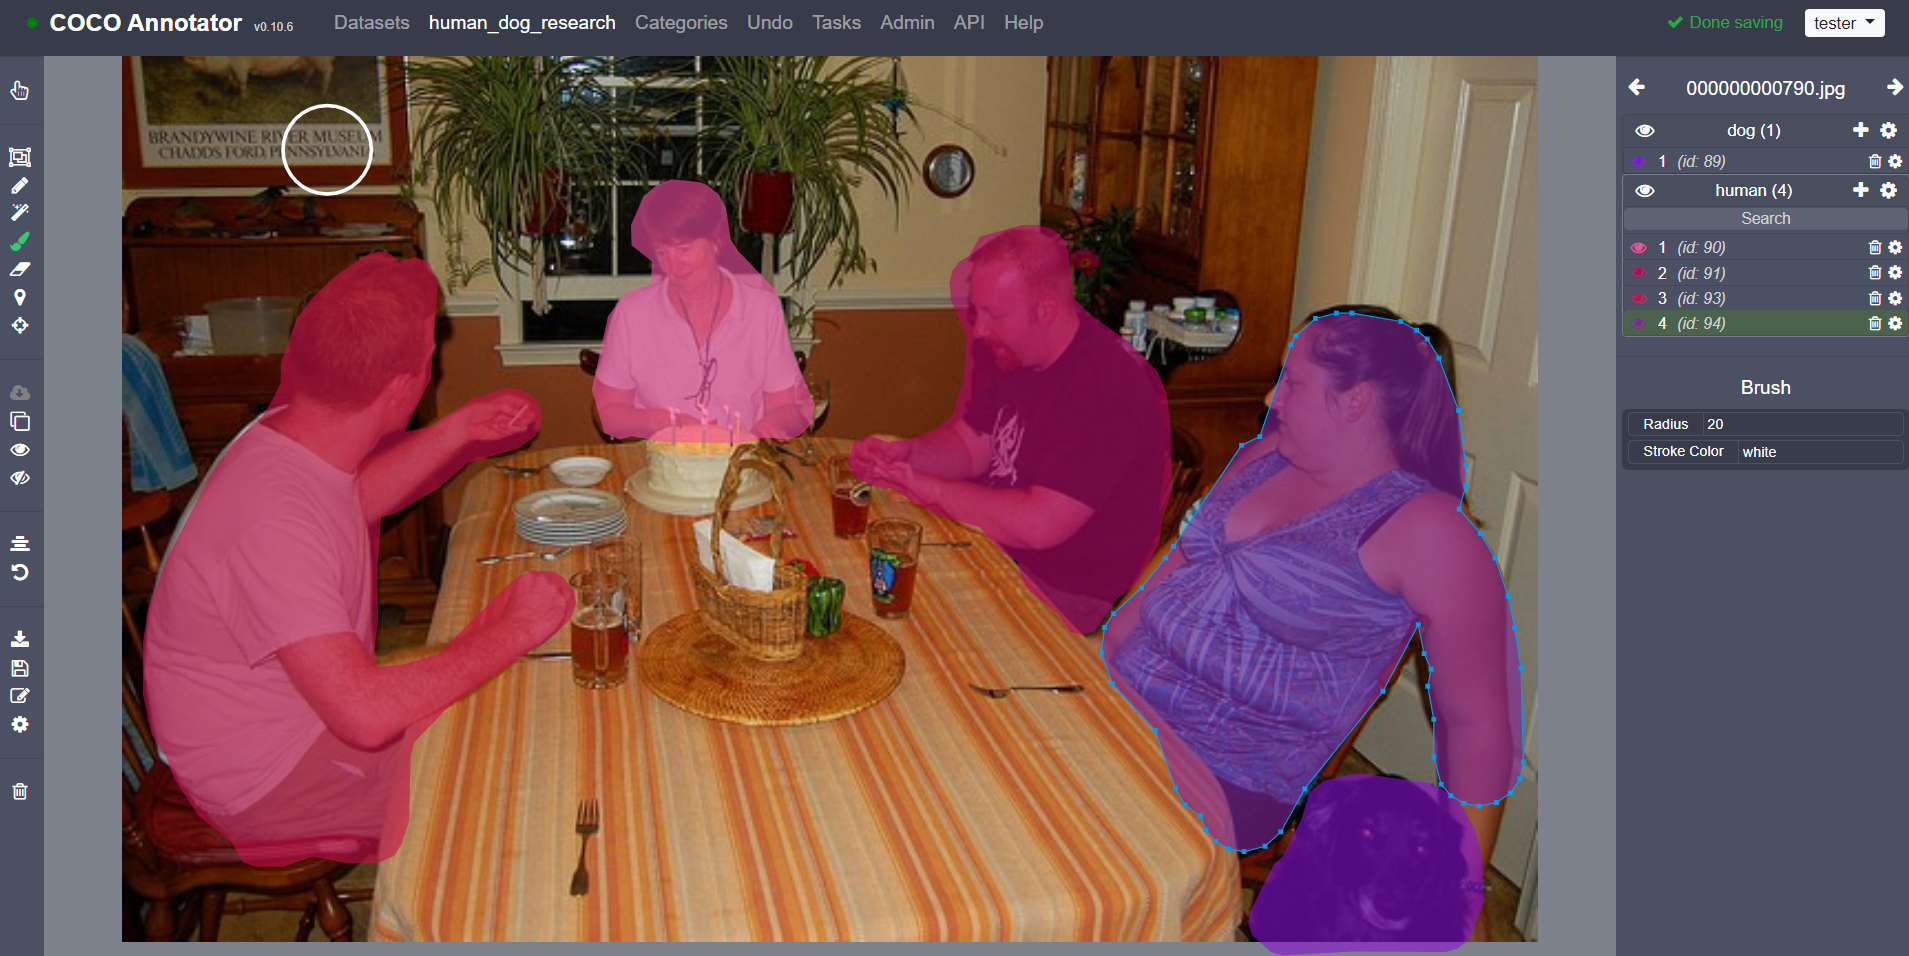 COCO Annotator v0.10.6 Datasets human_dog_research Categories Undo Tasks Admin API Help Done saving tester
000000000790.jpg
dog (1)
1 (id: 89)
human (4)
Search
1 (id: 90)
2 (id: 91)
3 (id: 93)
4 (id: 94)
Brush
Radius 20
Stroke Color white
BRANDYWINE RIVER MUSEUM
CHADDS FORD, PENNSYLVANIA